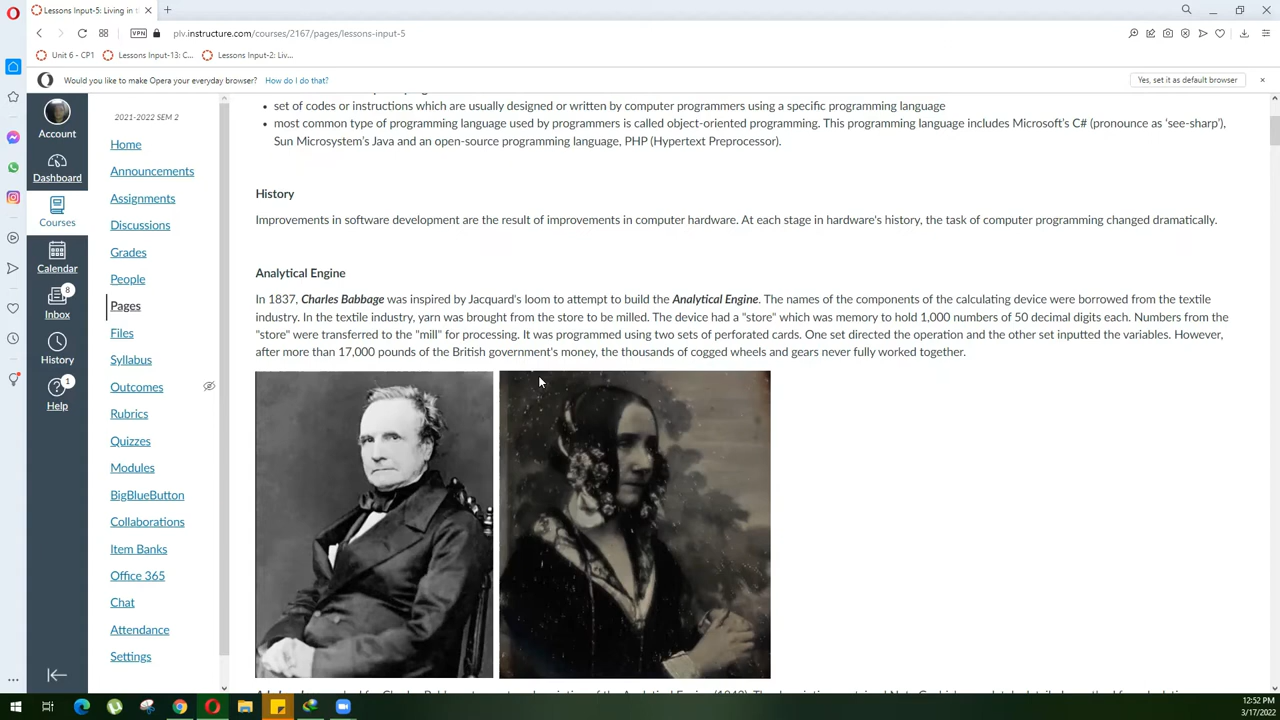 Lessons Input-5: Living in
plv.instructure.com/courses/2167/pages/lessons-input-5
VPN
Unit 6 - CP1
Lessons Input-13: C...
Lessons Input-2: Liv...
Would you like to make Opera your everyday browser? How do I do that?
Yes, set it as default browser
Account
Dashboard
Courses
Calendar
8
Inbox
History
1
Help
2021-2022 SEM 2
Home
Announcements
Assignments
Discussions
Grades
People
Pages
Files
Syllabus
Outcomes
Rubrics
Quizzes
Modules
BigBlueButton
Collaborations
Item Banks
Office 365
Chat
Attendance
Settings
set of codes or instructions which are usually designed or written by computer programmers using a specific programming language
most common type of programming language used by programmers is called object-oriented programming. This programming language includes Microsoft's C# (pronounce as 'see-sharp'),
Sun Microsystem's Java and an open-source programming language, PHP (Hypertext Preprocessor).
History
Improvements in software development are the result of improvements in computer hardware. At each stage in hardware's history, the task of computer programming changed dramatically.
Analytical Engine
In 1837, Charles Babbage was inspired by Jacquard's loom to attempt to build the Analytical Engine. The names of the components of the calculating device were borrowed from the textile
industry. In the textile industry, yarn was brought from the store to be milled. The device had a "store" which was memory to hold 1,000 numbers of 50 decimal digits each. Numbers from the
"store" were transferred to the "mill" for processing. It was programmed using two sets of perforated cards. One set directed the operation and the other set inputted the variables. However,
after more than 17,000 pounds of the British government's money, the thousands of cogged wheels and gears never fully worked together.
12:52 PM
3/17/2022